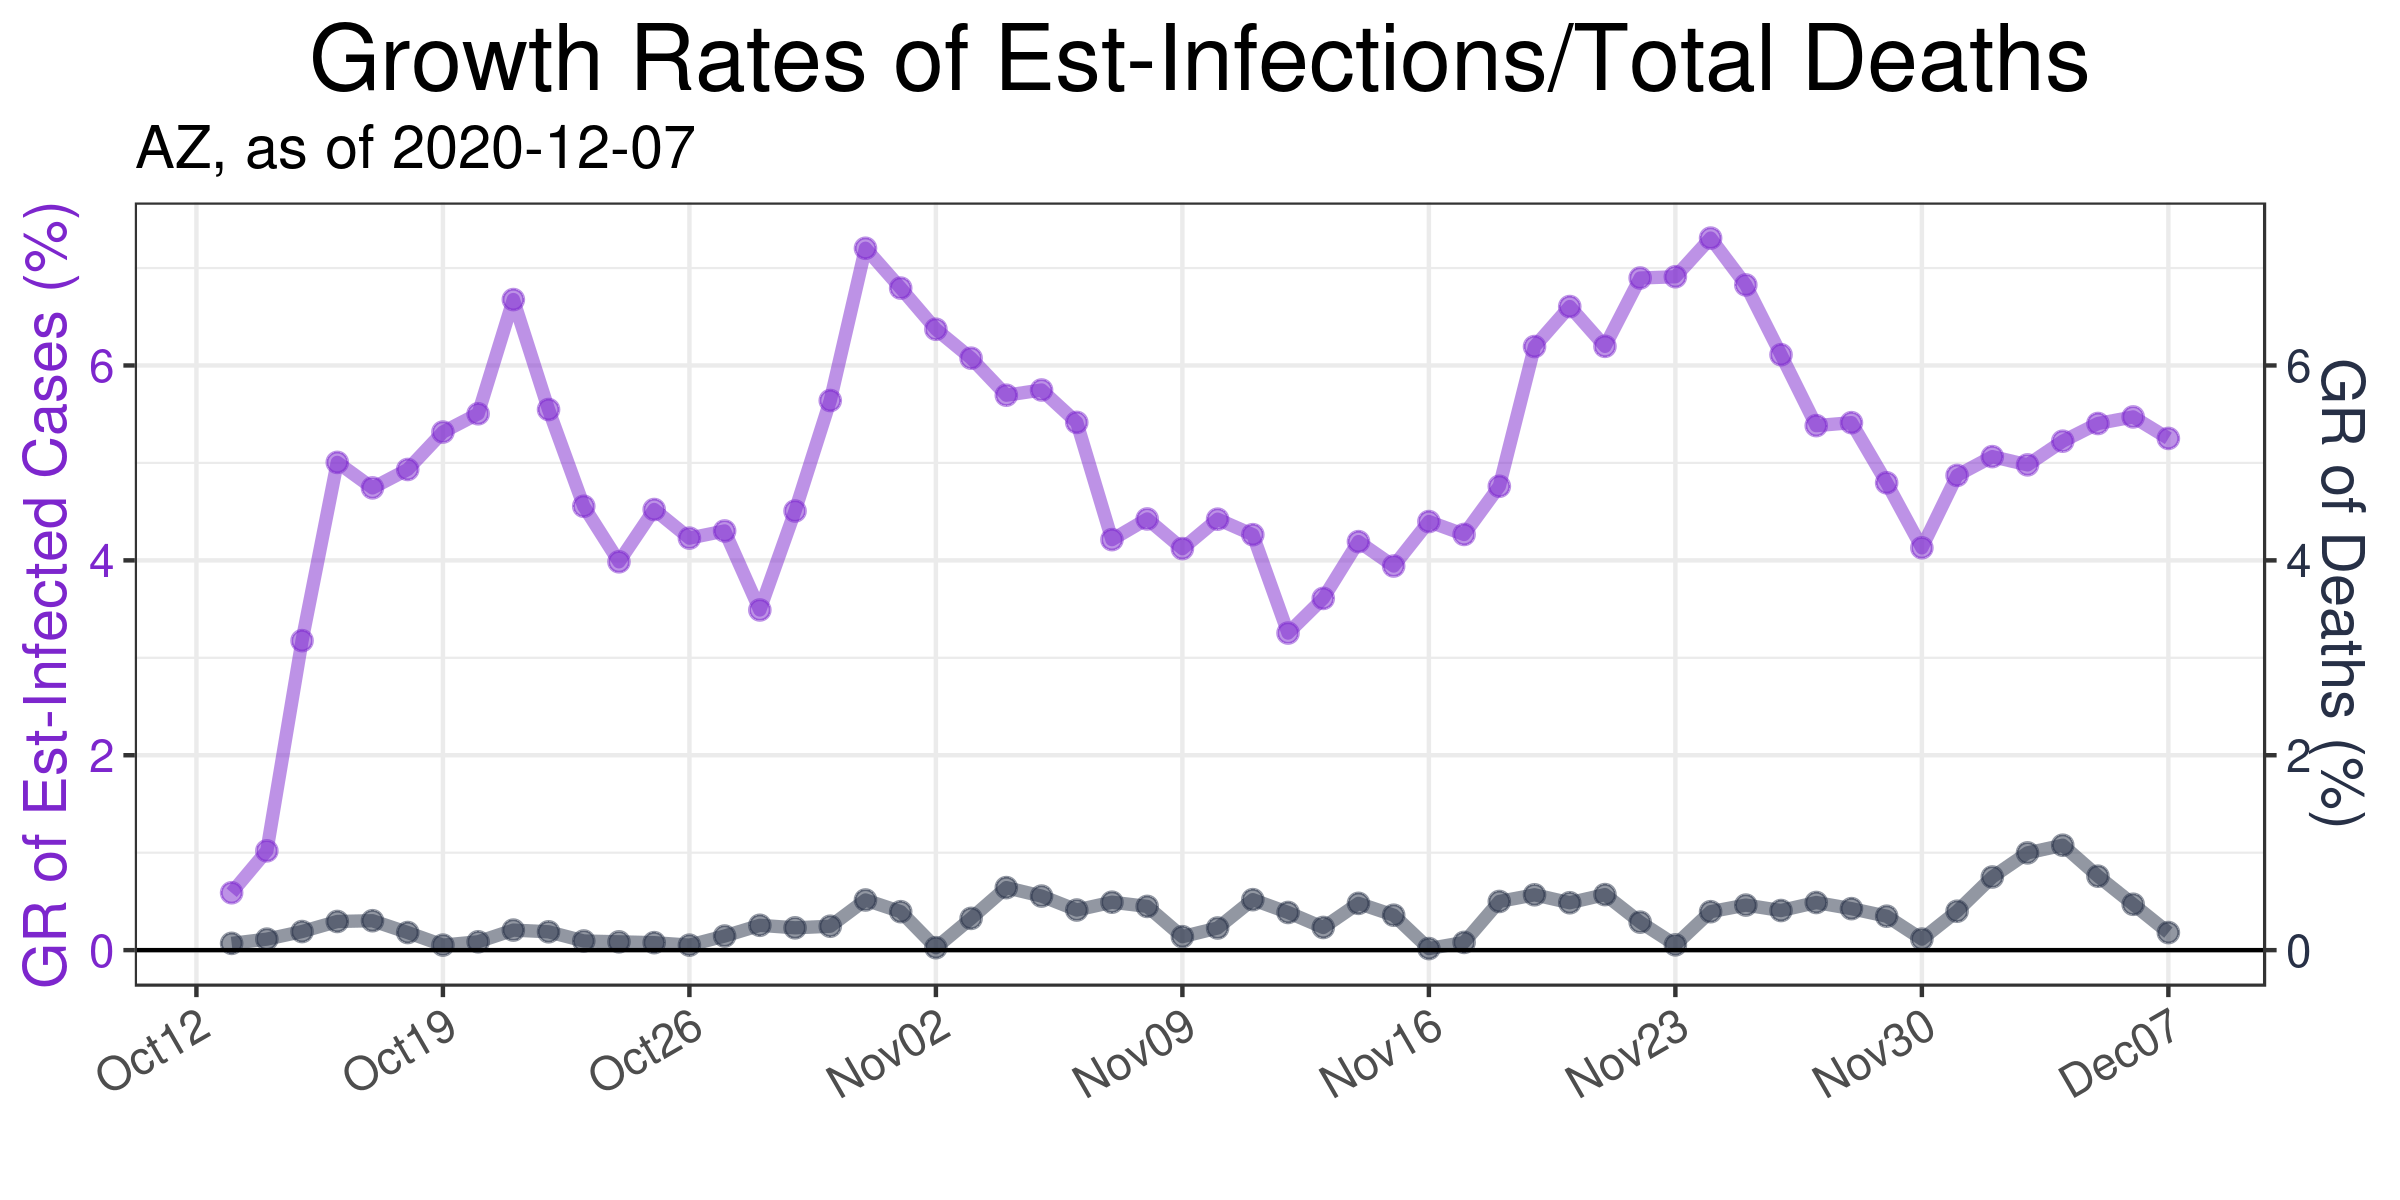 Growth Rates of Est-Infections/Total Deaths
AZ, as of 2020-12-07
GR of Est-Infected Cases (%)
6
4
2
0
6
4
2
0
GR of Deaths (%)
Oct12
Oct19
Oct26
Nov02
Nov09
Nov16
Nov23
Nov30
Dec07